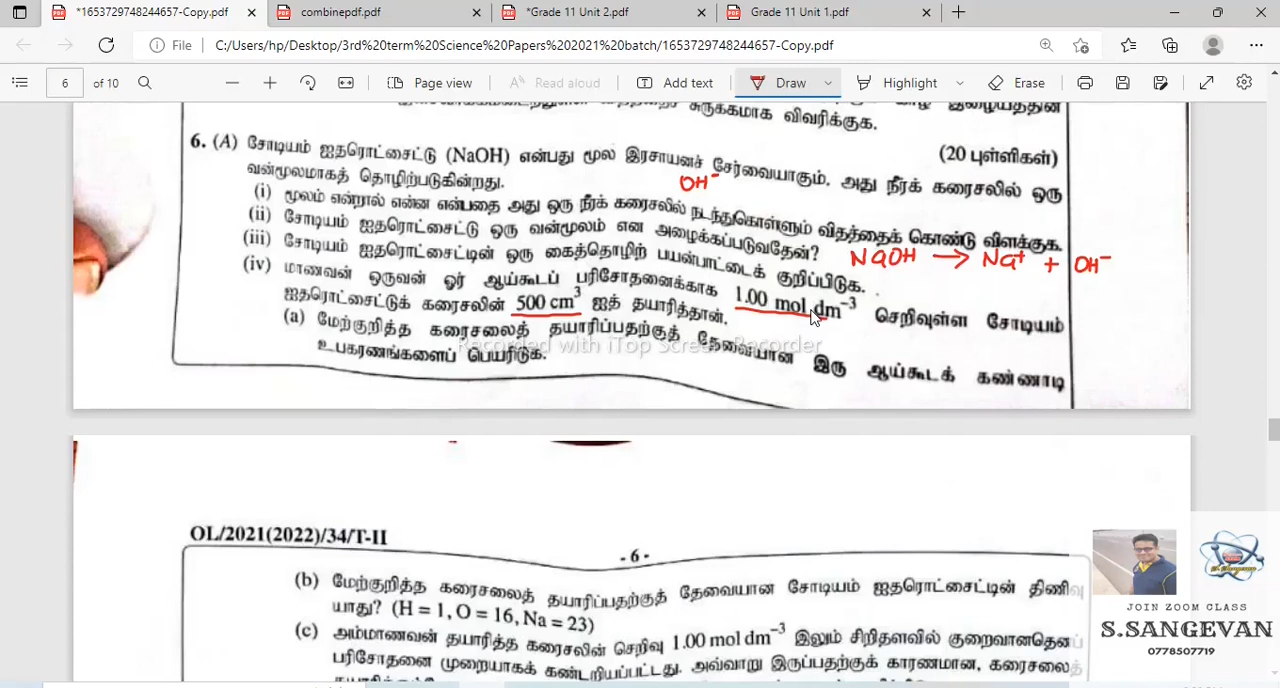 *1653729748244657-Copy.pdf
combinepdf.pdf
*Grade 11 Unit 2.pdf
Grade 11 Unit 1.pdf
File
C:/Users/hp/Desktop/3rd%20term%20Science%20Papers%202021%20batch/1653729748244657-Copy.pdf
6 of 10
Page view
Read aloud
Add text
Draw
Highlight
Erase
சுருக்கமாக விவரிக்குக.
(20 புள்ளிகள்)
6. (A) சோடியம் ஐதரொட்சைட்டு (NaOH) என்பது மூல இரசாயனச் சேர்வையாகும். அது நீர்க் கரைசலில் ஒரு
வன்மூலமாகத் தொழிற்படுகின்றது.
OH⁻
(i) மூலம் என்றால் என்ன என்பதை அது ஒரு நீர்க் கரைசலில் நடந்துகொள்ளும் விதத்தைக் கொண்டு விளக்குக.
(ii) சோடியம் ஐதரொட்சைட்டு ஒரு வன்மூலம் என அழைக்கப்படுவதேன்?
NaOH → Na⁺ + OH⁻
(iii) சோடியம் ஐதரொட்சைட்டின் ஒரு கைத்தொழிற் பயன்பாட்டைக் குறிப்பிடுக.
(iv) மாணவன் ஒருவன் ஓர் ஆய்கூடப் பரிசோதனைக்காக 1.00 mol dm⁻³ செறிவுள்ள சோடியம்
ஐதரொட்சைட்டுக் கரைசலின் 500 cm³ ஐத் தயாரித்தான்.
(a) மேற்குறித்த கரைசலைத் தயாரிப்பதற்குத் தேவையான இரு ஆய்கூடக் கண்ணாடி
உபகரணங்களைப் பெயரிடுக.
Recorded with iTop Screen Recorder
OL/2021(2022)/34/T-II
- 6 -
(b) மேற்குறித்த கரைசலைத் தயாரிப்பதற்குத் தேவையான சோடியம் ஐதரொட்சைட்டின் திணிவு
யாது? (H = 1, O = 16, Na = 23)
(c) அம்மாணவன் தயாரித்த கரைசலின் செறிவு 1.00 mol dm⁻³ இலும் சிறிதளவில் குறைவானதெனப்
பரிசோதனை முறையாகக் கண்டறியப்பட்டது. அவ்வாறு இருப்பதற்குக் காரணமான, கரைசலைத்
JOIN ZOOM CLASS
S.SANGEVAN
0778507719